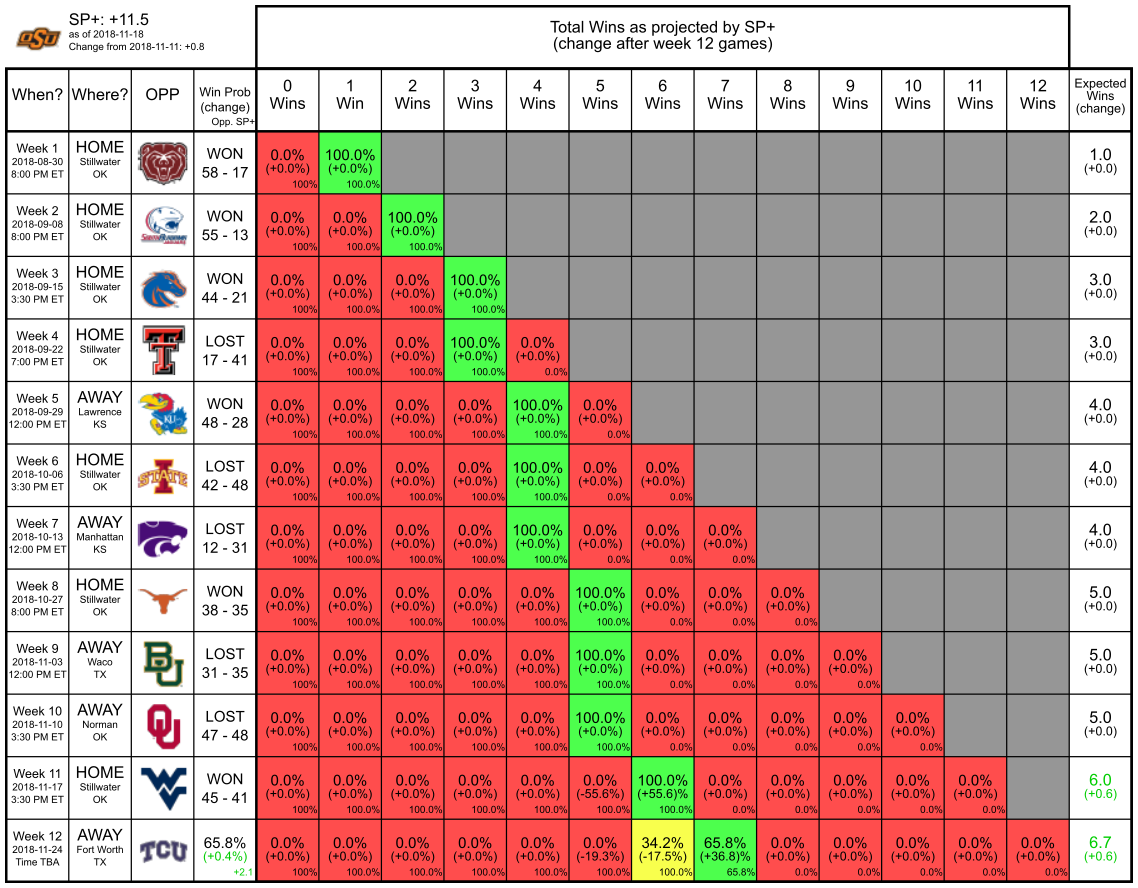 OSU
SP+: +11.5
as of 2018-11-18
Change from 2018-11-11: +0.8
Total Wins as projected by SP+
(change after week 12 games)
When? Where? OPP Win Prob (change) Opp. SP+ 0 Wins 1 Win 2 Wins 3 Wins 4 Wins 5 Wins 6 Wins 7 Wins 8 Wins 9 Wins 10 Wins 11 Wins 12 Wins Expected Wins (change)
Week 1 HOME WON 0.0% 100.0% 1.0
2018-08-30 Stillwater 58 - 17 (+0.0%) (+0.0%) (+0.0)
8:00 PM ET OK 100% 100.0%
Week 2 HOME WON 0.0% 0.0% 100.0% 2.0
2018-09-08 Stillwater 55 - 13 (+0.0%) (+0.0%) (+0.0%) (+0.0)
8:00 PM ET OK 100% 100.0% 100.0%
Week 3 HOME WON 0.0% 0.0% 0.0% 100.0% 3.0
2018-09-15 Stillwater 44 - 21 (+0.0%) (+0.0%) (+0.0%) (+0.0%) (+0.0)
3:30 PM ET OK 100% 100.0% 100.0% 100.0%
Week 4 HOME LOST 0.0% 0.0% 0.0% 100.0% 0.0% 3.0
2018-09-22 Stillwater 17 - 41 (+0.0%) (+0.0%) (+0.0%) (+0.0%) (+0.0%) (+0.0)
7:00 PM ET OK 100% 100.0% 100.0% 100.0% 0.0%
Week 5 AWAY WON 0.0% 0.0% 0.0% 0.0% 100.0% 0.0% 4.0
2018-09-29 Lawrence KU 48 - 28 (+0.0%) (+0.0%) (+0.0%) (+0.0%) (+0.0%) (+0.0%) (+0.0)
12:00 PM ET KS 100% 100.0% 100.0% 100.0% 100.0% 0.0%
Week 6 HOME LOST 0.0% 0.0% 0.0% 0.0% 100.0% 0.0% 0.0% 4.0
2018-10-06 Stillwater STATE 42 - 48 (+0.0%) (+0.0%) (+0.0%) (+0.0%) (+0.0%) (+0.0%) (+0.0%) (+0.0)
3:30 PM ET OK 100% 100.0% 100.0% 100.0% 100.0% 0.0% 0.0%
Week 7 AWAY LOST 0.0% 0.0% 0.0% 0.0% 100.0% 0.0% 0.0% 0.0% 4.0
2018-10-13 Manhattan 12 - 31 (+0.0%) (+0.0%) (+0.0%) (+0.0%) (+0.0%) (+0.0%) (+0.0%) (+0.0%) (+0.0)
12:00 PM ET KS 100% 100.0% 100.0% 100.0% 100.0% 0.0% 0.0% 0.0%
Week 8 HOME WON 0.0% 0.0% 0.0% 0.0% 0.0% 100.0% 0.0% 0.0% 0.0% 5.0
2018-10-27 Stillwater 38 - 35 (+0.0%) (+0.0%) (+0.0%) (+0.0%) (+0.0%) (+0.0%) (+0.0%) (+0.0%) (+0.0%) (+0.0)
8:00 PM ET OK 100% 100.0% 100.0% 100.0% 100.0% 100.0% 0.0% 0.0% 0.0%
Week 9 AWAY BU LOST 0.0% 0.0% 0.0% 0.0% 0.0% 100.0% 0.0% 0.0% 0.0% 0.0% 5.0
2018-11-03 Waco 31 - 35 (+0.0%) (+0.0%) (+0.0%) (+0.0%) (+0.0%) (+0.0%) (+0.0%) (+0.0%) (+0.0%) (+0.0%) (+0.0)
12:00 PM ET TX 100% 100.0% 100.0% 100.0% 100.0% 100.0% 0.0% 0.0% 0.0% 0.0%
Week 10 AWAY OU LOST 0.0% 0.0% 0.0% 0.0% 0.0% 100.0% 0.0% 0.0% 0.0% 0.0% 0.0% 5.0
2018-11-10 Norman 47 - 48 (+0.0%) (+0.0%) (+0.0%) (+0.0%) (+0.0%) (+0.0%) (+0.0%) (+0.0%) (+0.0%) (+0.0%) (+0.0%) (+0.0)
3:30 PM ET OK 100% 100.0% 100.0% 100.0% 100.0% 100.0% 0.0% 0.0% 0.0% 0.0% 0.0%
Week 11 HOME WV WON 0.0% 0.0% 0.0% 0.0% 0.0% 0.0% 100.0% 0.0% 0.0% 0.0% 0.0% 0.0% 6.0
2018-11-17 Stillwater 45 - 41 (+0.0%) (+0.0%) (+0.0%) (+0.0%) (+0.0%) (-55.6%) (+55.6)% (+0.0%) (+0.0%) (+0.0%) (+0.0%) (+0.0%) (+0.6)
3:30 PM ET OK 100% 100.0% 100.0% 100.0% 100.0% 100.0% 100.0% 0.0% 0.0% 0.0% 0.0% 0.0%
Week 12 AWAY TCU 65.8% 0.0% 0.0% 0.0% 0.0% 0.0% 0.0% 34.2% 65.8% 0.0% 0.0% 0.0% 0.0% 0.0% 6.7
2018-11-24 Fort Worth (+0.4%) (+0.0%) (+0.0%) (+0.0%) (+0.0%) (+0.0%) (-19.3%) (-17.5%) (+36.8)% (+0.0%) (+0.0%) (+0.0%) (+0.0%) (+0.0%) (+0.6)
Time TBA TX +2.1 100% 100.0% 100.0% 100.0% 100.0% 100.0% 100.0% 65.8% 0.0% 0.0% 0.0% 0.0% 0.0%